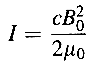 I = \frac{cB_0^2}{2\mu_0}